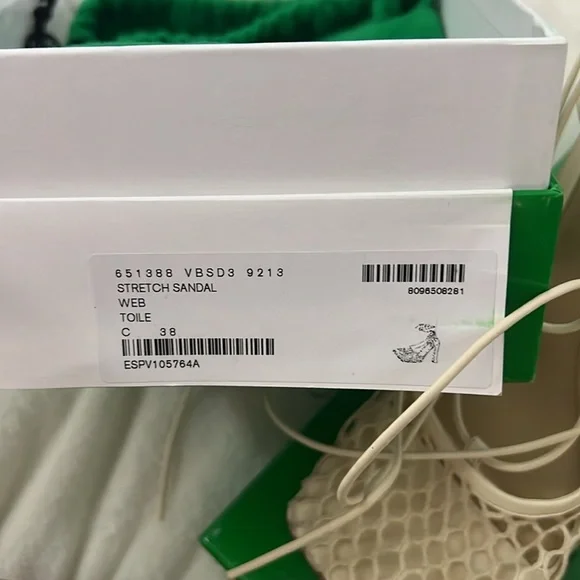 651388 VBSD3 9213
STRETCH SANDAL
WEB
TOILE
C 38
ESPV105764A
8096508281